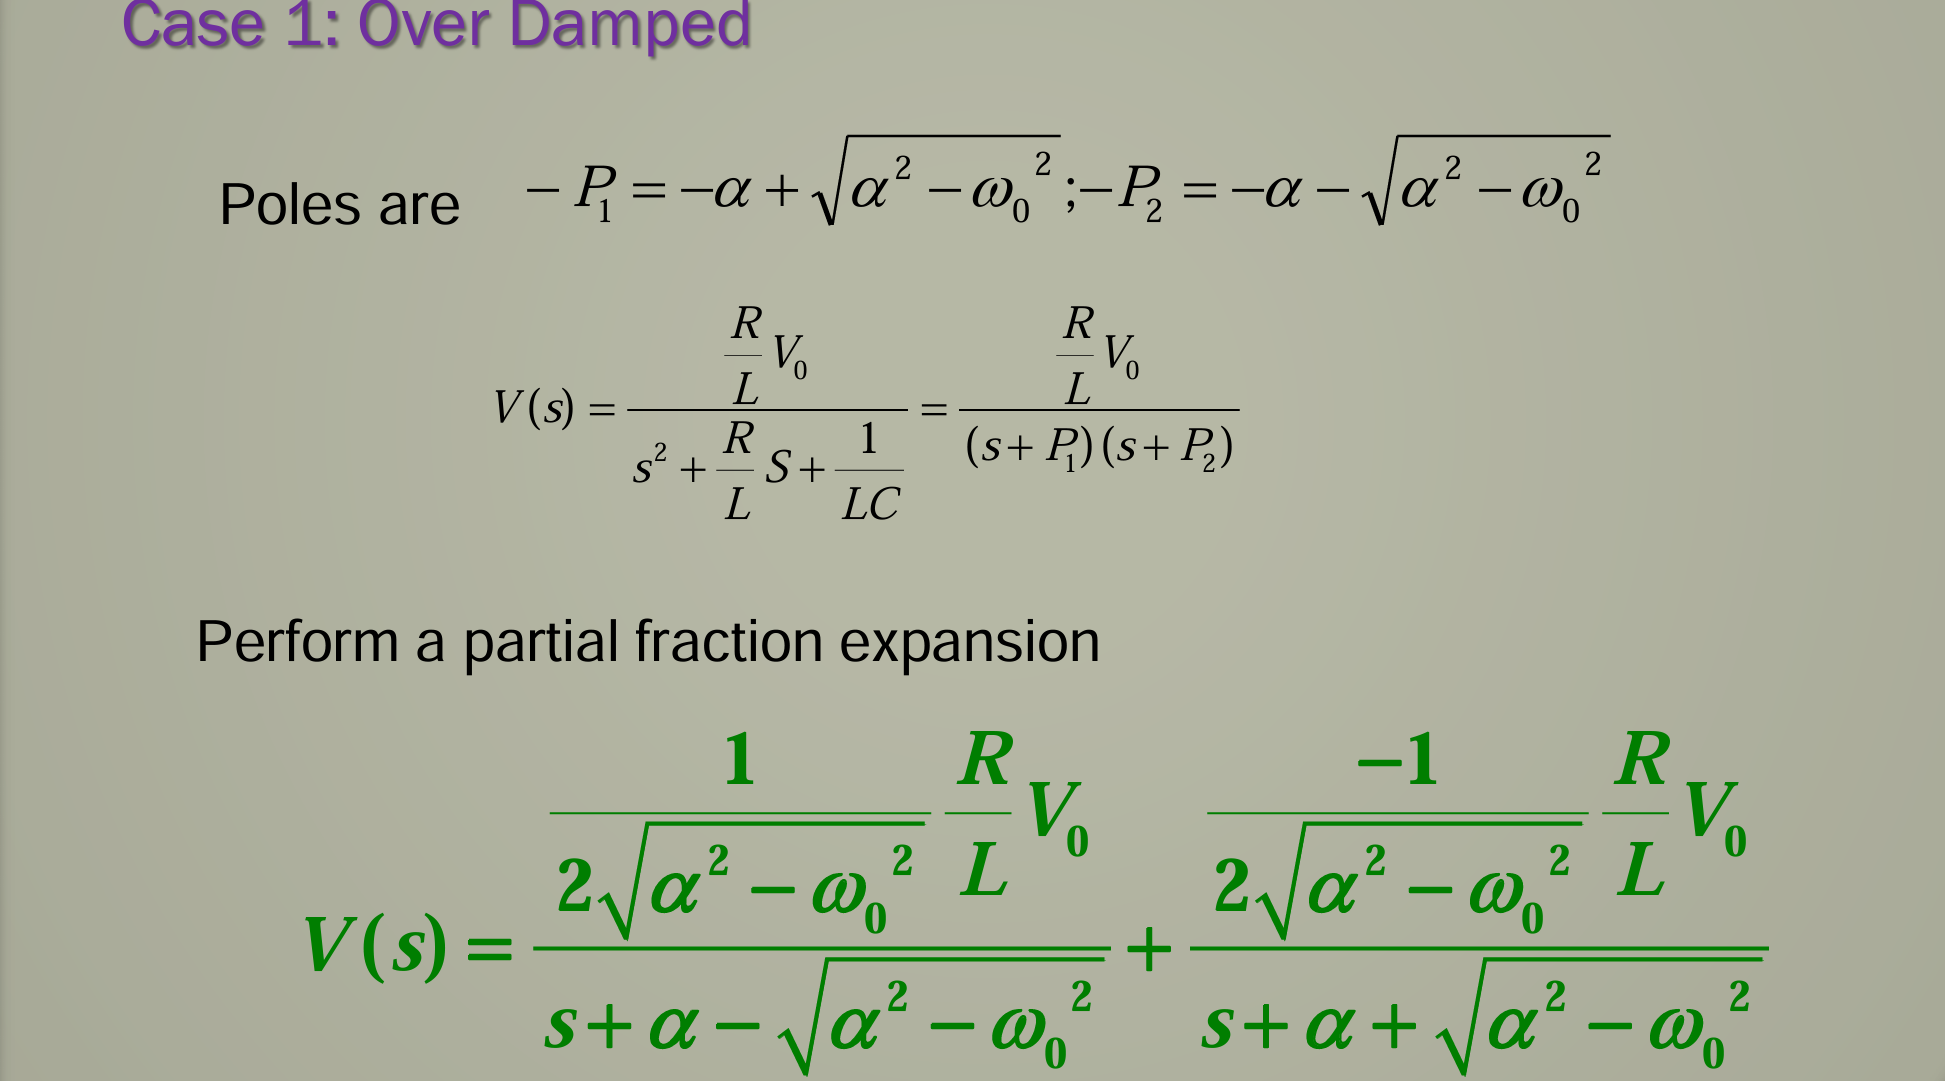 Case 1: Over Damped
Poles are −P₁ = −α + √(α² − ω₀²) ; −P₂ = −α − √(α² − ω₀²)
V(s) = (R/L V₀) / (s² + R/L S + 1/LC) = (R/L V₀) / ((s + P₁)(s + P₂))
Perform a partial fraction expansion
V(s) = (1/(2√(α² − ω₀²)) R/L V₀) / (s + α − √(α² − ω₀²)) + (−1/(2√(α² − ω₀²)) R/L V₀) / (s + α + √(α² − ω₀²))